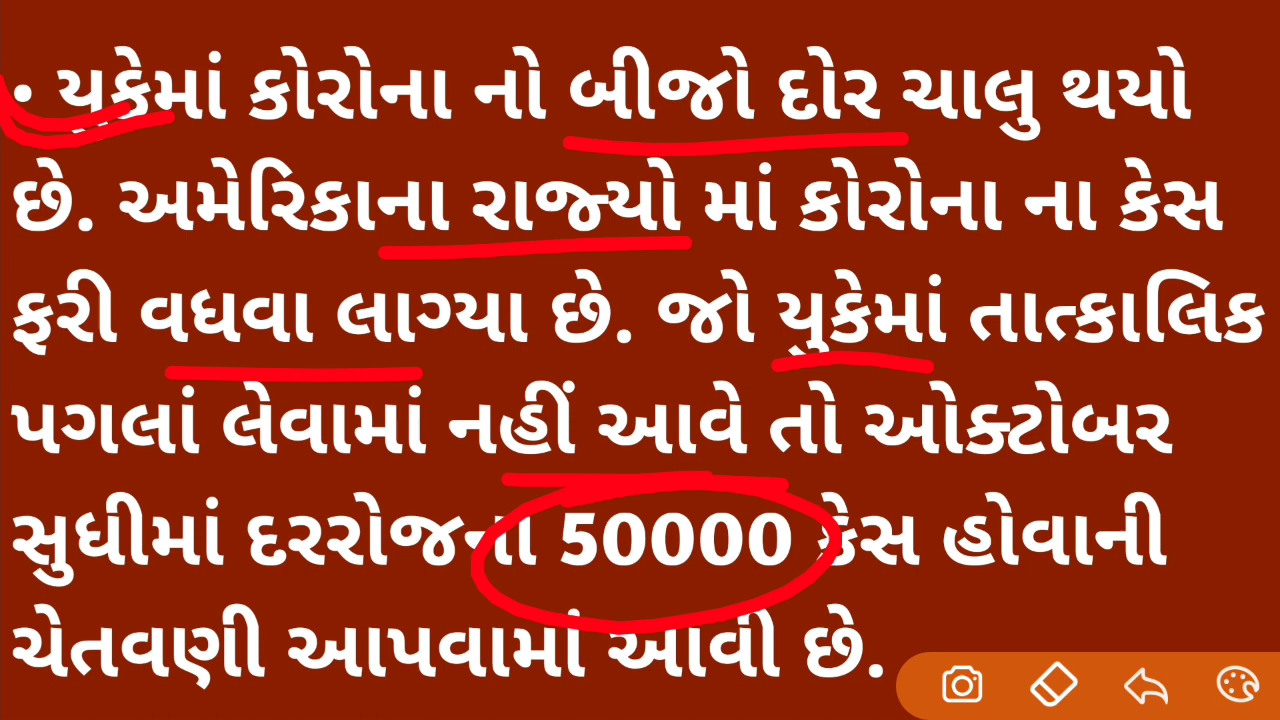 • યુકેમાં કોરોના નો બીજો દોર ચાલુ થયો
છે. અમેરિકાના રાજ્યો માં કોરોના ના કેસ
ફરી વધવા લાગ્યા છે. જો યુકેમાં તાત્કાલિક
પગલાં લેવામાં નહીં આવે તો ઓક્ટોબર
સુધીમાં દરરોજના 50000 કેસ હોવાની
ચેતવણી આપવામાં આવી છે.